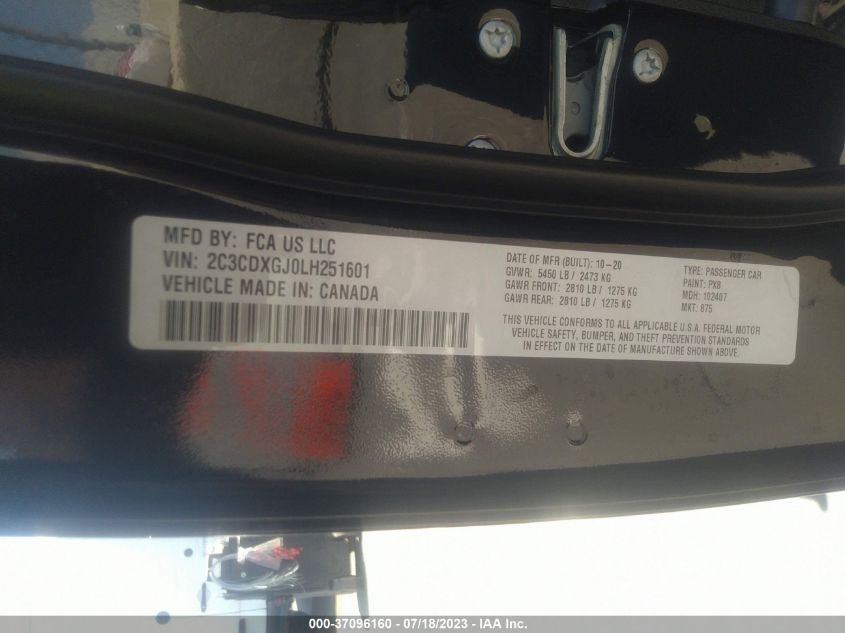 MFD BY: FCA US LLC
VIN: 2C3CDXGJ0LH251601
VEHICLE MADE IN: CANADA
DATE OF MFR (BUILT): 10-20
GVWR: 5450 LB / 2473 KG
GAWR FRONT: 2810 LB / 1275 KG
GAWR REAR: 2810 LB / 1275 KG
TYPE: PASSENGER CAR
PAINT: PX8
MDH: 102407
MKT: 875
THIS VEHICLE CONFORMS TO ALL APPLICABLE U.S.A. FEDERAL MOTOR
VEHICLE SAFETY, BUMPER, AND THEFT PREVENTION STANDARDS
IN EFFECT ON THE DATE OF MANUFACTURE SHOWN ABOVE.
000-37096160 - 07/18/2023 - IAA Inc.